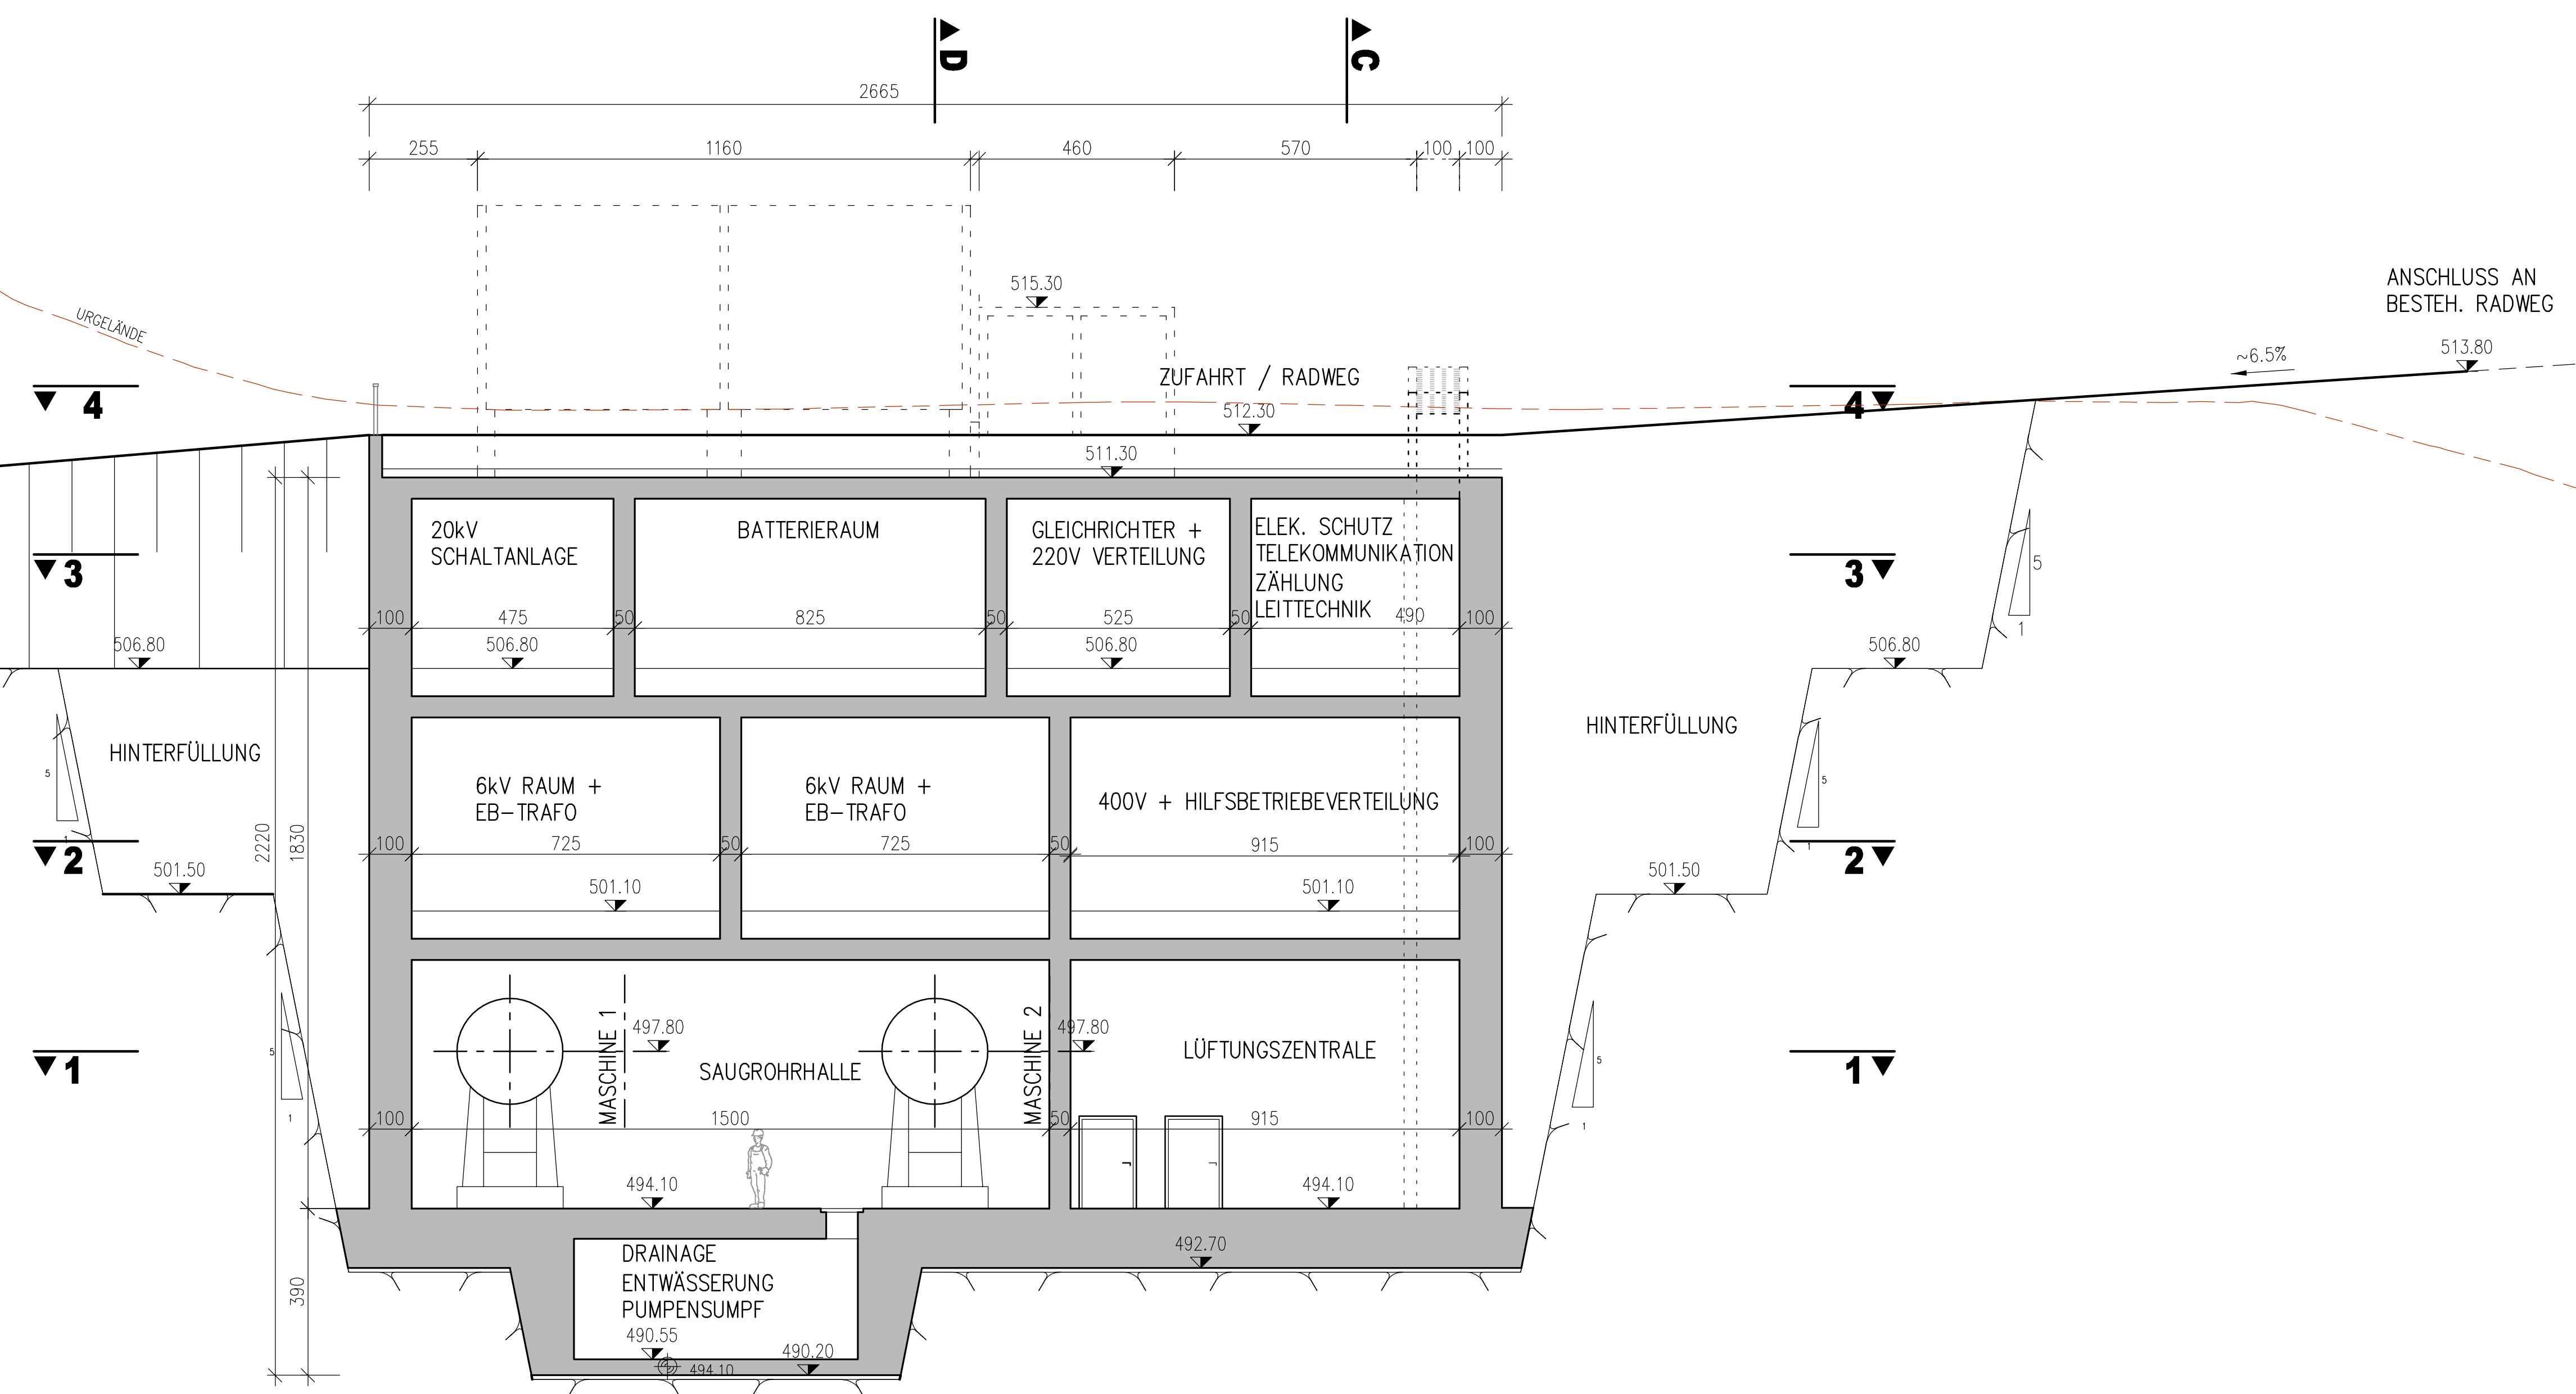 D
C
2665
255
1160
460
570
100
100
515.30
URGELÄNDE
ANSCHLUSS AN
BESTEH. RADWEG
~6.5%
513.80
ZUFAHRT / RADWEG
512.30
4
4
511.30
20kV
SCHALTANLAGE
BATTERIERAUM
GLEICHRICHTER +
220V VERTEILUNG
ELEK. SCHUTZ
TELEKOMMUNIKATION
ZÄHLUNG
LEITTECHNIK
3
3
5
1
100
475
50
825
50
525
50
490
100
506.80
506.80
506.80
506.80
HINTERFÜLLUNG
HINTERFÜLLUNG
5
1
5
1
6kV RAUM +
EB-TRAFO
6kV RAUM +
EB-TRAFO
400V + HILFSBETRIEBEVERTEILUNG
2220
1830
2
2
100
725
50
725
50
915
100
501.50
501.10
501.10
501.50
MASCHINE 1
497.80
SAUGROHRHALLE
MASCHINE 2
497.80
LÜFTUNGSZENTRALE
1
1
5
1
5
1
100
1500
50
915
100
494.10
494.10
492.70
390
DRAINAGE
ENTWÄSSERUNG
PUMPENSUMPF
490.55
490.20
494.10